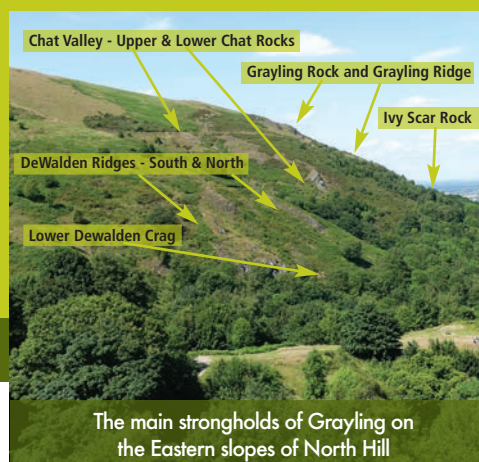 Chat Valley - Upper & Lower Chat Rocks
Grayling Rock and Grayling Ridge
Ivy Scar Rock
DeWalden Ridges - South & North
Lower Dewalden Crag
The main strongholds of Grayling on
the Eastern slopes of North Hill